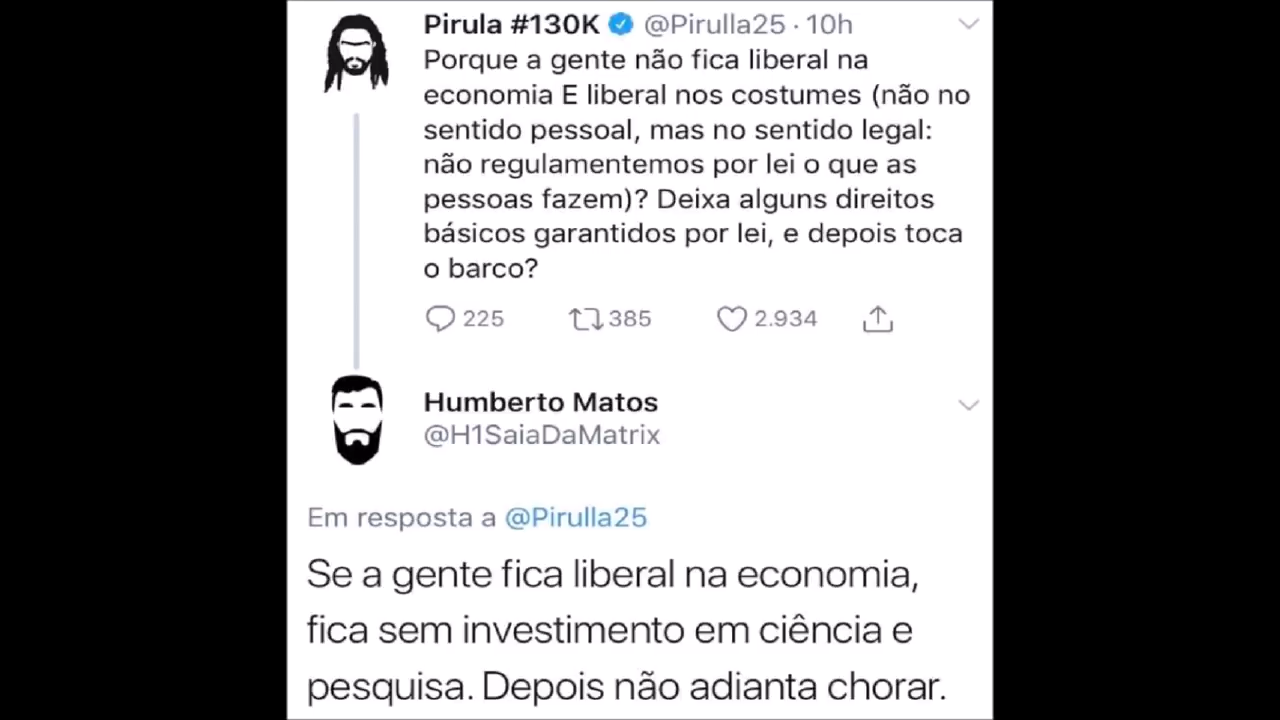 Pirula #130K @Pirulla25 · 10h
Porque a gente não fica liberal na
economia E liberal nos costumes (não no
sentido pessoal, mas no sentido legal:
não regulamentemos por lei o que as
pessoas fazem)? Deixa alguns direitos
básicos garantidos por lei, e depois toca
o barco?
225 385 2.934
Humberto Matos
@H1SaiaDaMatrix
Em resposta a @Pirulla25
Se a gente fica liberal na economia,
fica sem investimento em ciência e
pesquisa. Depois não adianta chorar.